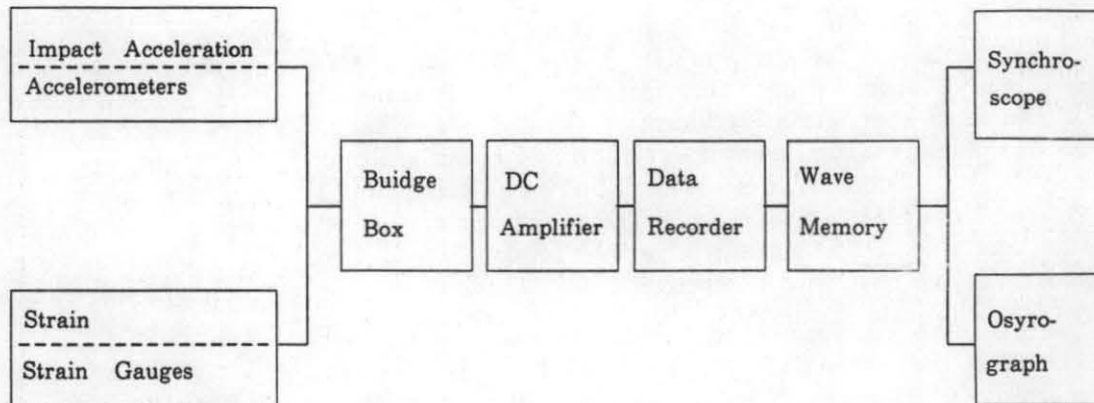 Impact Acceleration
Accelerometers
Strain
Strain Gauges
Buidge
Box
DC
Amplifier
Data
Recorder
Wave
Memory
Synchro-
scope
Osyro-
graph